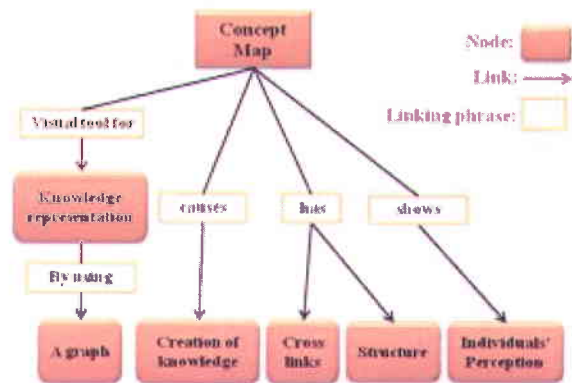 Concept
Map
Node:
Link:
Linking phrase:
Visual tool for
Knowledge
representation
causes
has
shows
By using
A graph
Creation of
knowledge
Cross
links
Structure
Individuals'
Perception